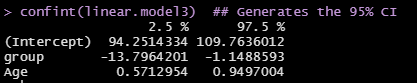 > confint(linear.model3)  ## Generates the 95% CI
                 2.5 %      97.5 %
(Intercept)  94.2514334 109.7636012
group       -13.7964201  -1.1488593
Age           0.5712954   0.9497004